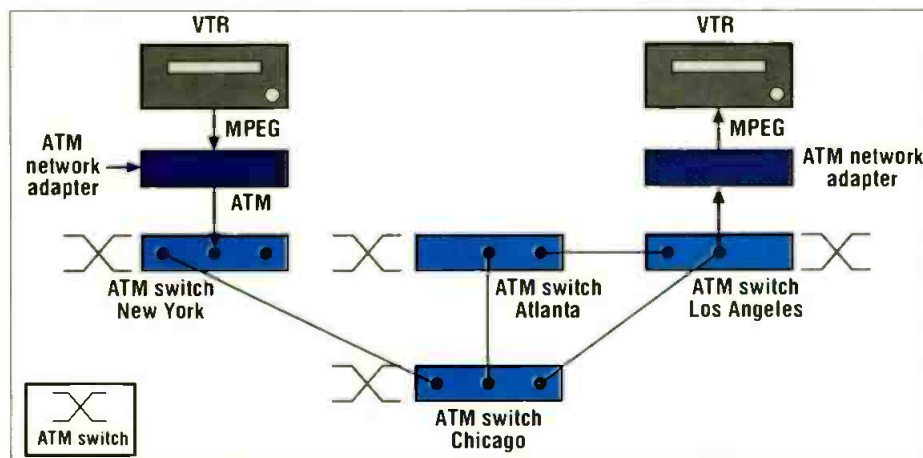 VTR
VTR
MPEG
MPEG
ATM
network
adapter
ATM network
adapter
ATM
ATM switch
New York
ATM switch
Atlanta
ATM switch
Los Angeles
ATM switch
Chicago
ATM switch